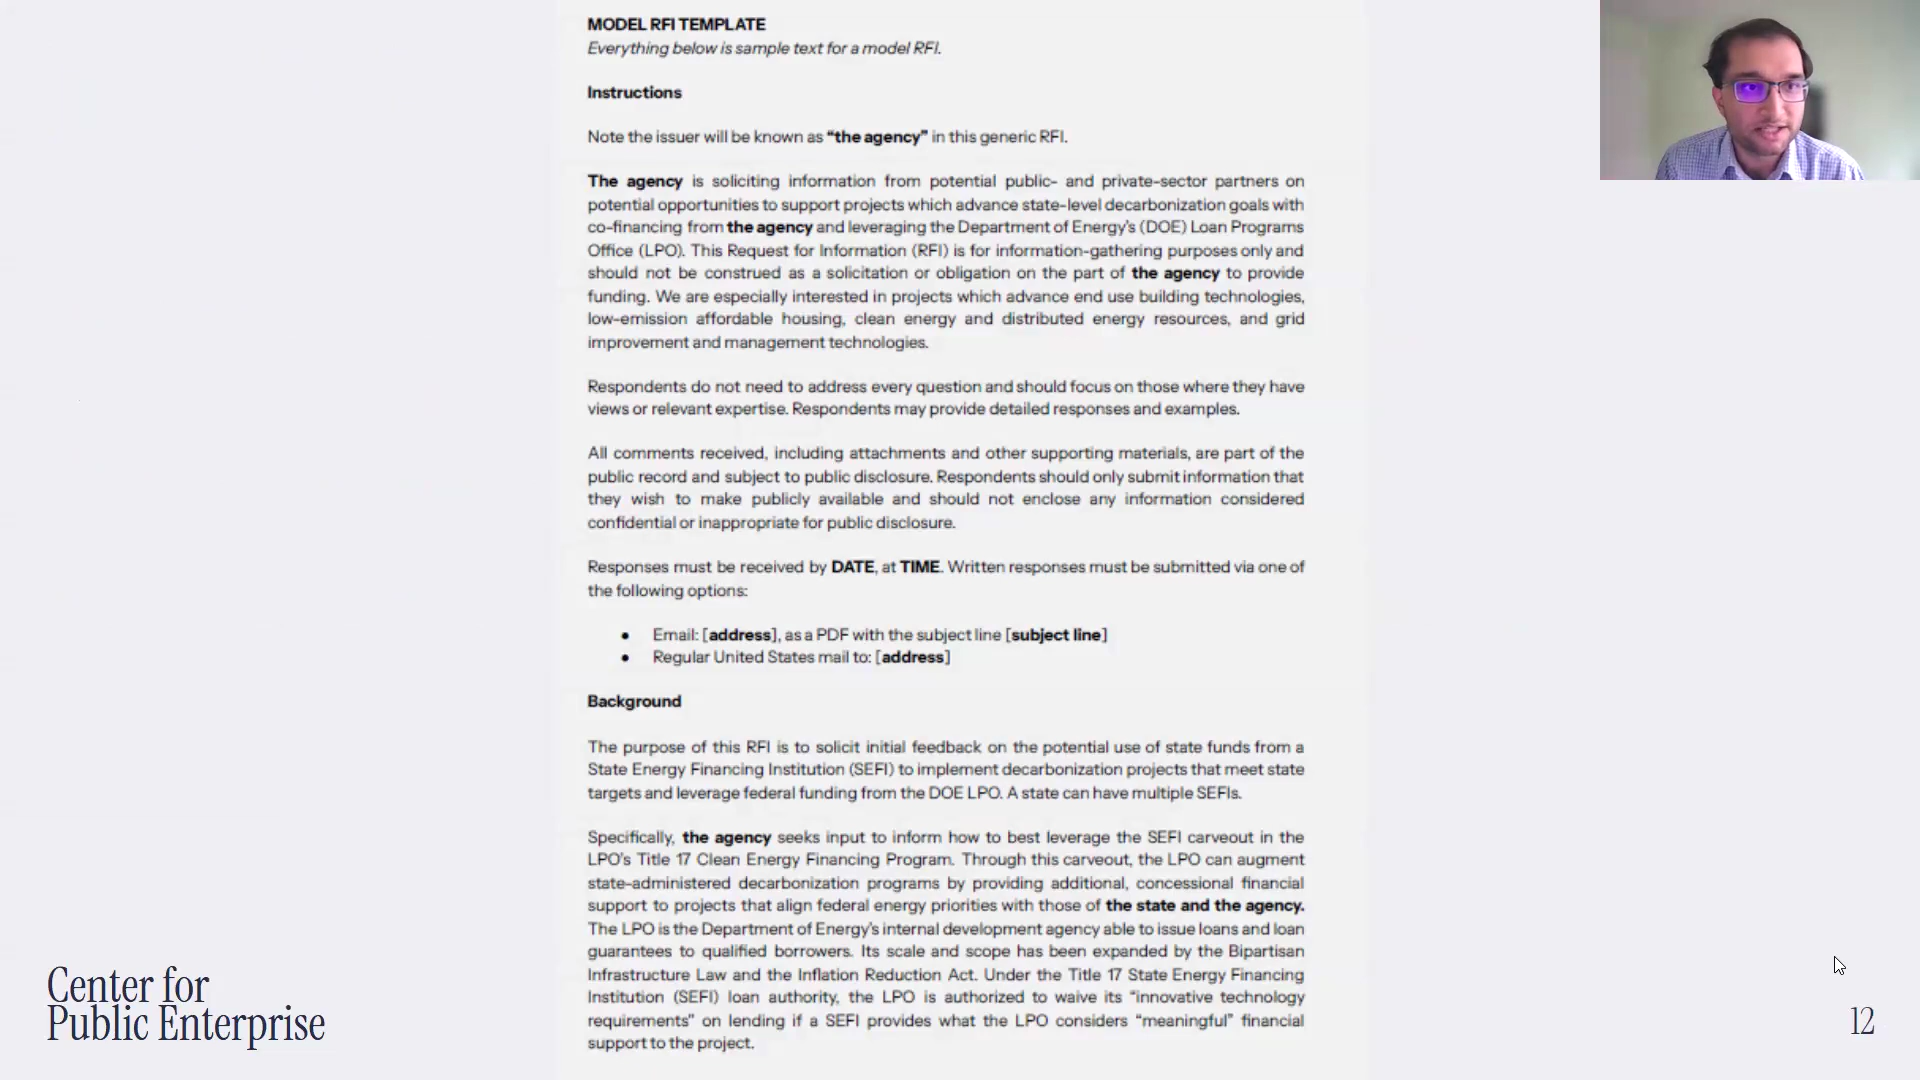 MODEL RFI TEMPLATE
Everything below is sample text for a model RFI.
Instructions
Note the issuer will be known as “the agency” in this generic RFI.
The agency is soliciting information from potential public- and private-sector partners on
potential opportunities to support projects which advance state-level decarbonization goals with
co-financing from the agency and leveraging the Department of Energy's (DOE) Loan Programs
Office (LPO). This Request for Information (RFI) is for information-gathering purposes only and
should not be construed as a solicitation or obligation on the part of the agency to provide
funding. We are especially interested in projects which advance end use building technologies,
low-emission affordable housing, clean energy and distributed energy resources, and grid
improvement and management technologies.
Respondents do not need to address every question and should focus on those where they have
views or relevant expertise. Respondents may provide detailed responses and examples.
All comments received, including attachments and other supporting materials, are part of the
public record and subject to public disclosure. Respondents should only submit information that
they wish to make publicly available and should not enclose any information considered
confidential or inappropriate for public disclosure.
Responses must be received by DATE, at TIME. Written responses must be submitted via one of
the following options:
● Email: [address], as a PDF with the subject line [subject line]
● Regular United States mail to: [address]
Background
The purpose of this RFI is to solicit initial feedback on the potential use of state funds from a
State Energy Financing Institution (SEFI) to implement decarbonization projects that meet state
targets and leverage federal funding from the DOE LPO. A state can have multiple SEFIs.
Specifically, the agency seeks input to inform how to best leverage the SEFI carveout in the
LPO's Title 17 Clean Energy Financing Program. Through this carveout, the LPO can augment
state-administered decarbonization programs by providing additional, concessional financial
support to projects that align federal energy priorities with those of the state and the agency.
The LPO is the Department of Energy's internal development agency able to issue loans and loan
guarantees to qualified borrowers. Its scale and scope has been expanded by the Bipartisan
Infrastructure Law and the Inflation Reduction Act. Under the Title 17 State Energy Financing
Institution (SEFI) loan authority, the LPO is authorized to waive its “innovative technology
requirements” on lending if a SEFI provides what the LPO considers “meaningful” financial
support to the project.
Center for
Public Enterprise
12